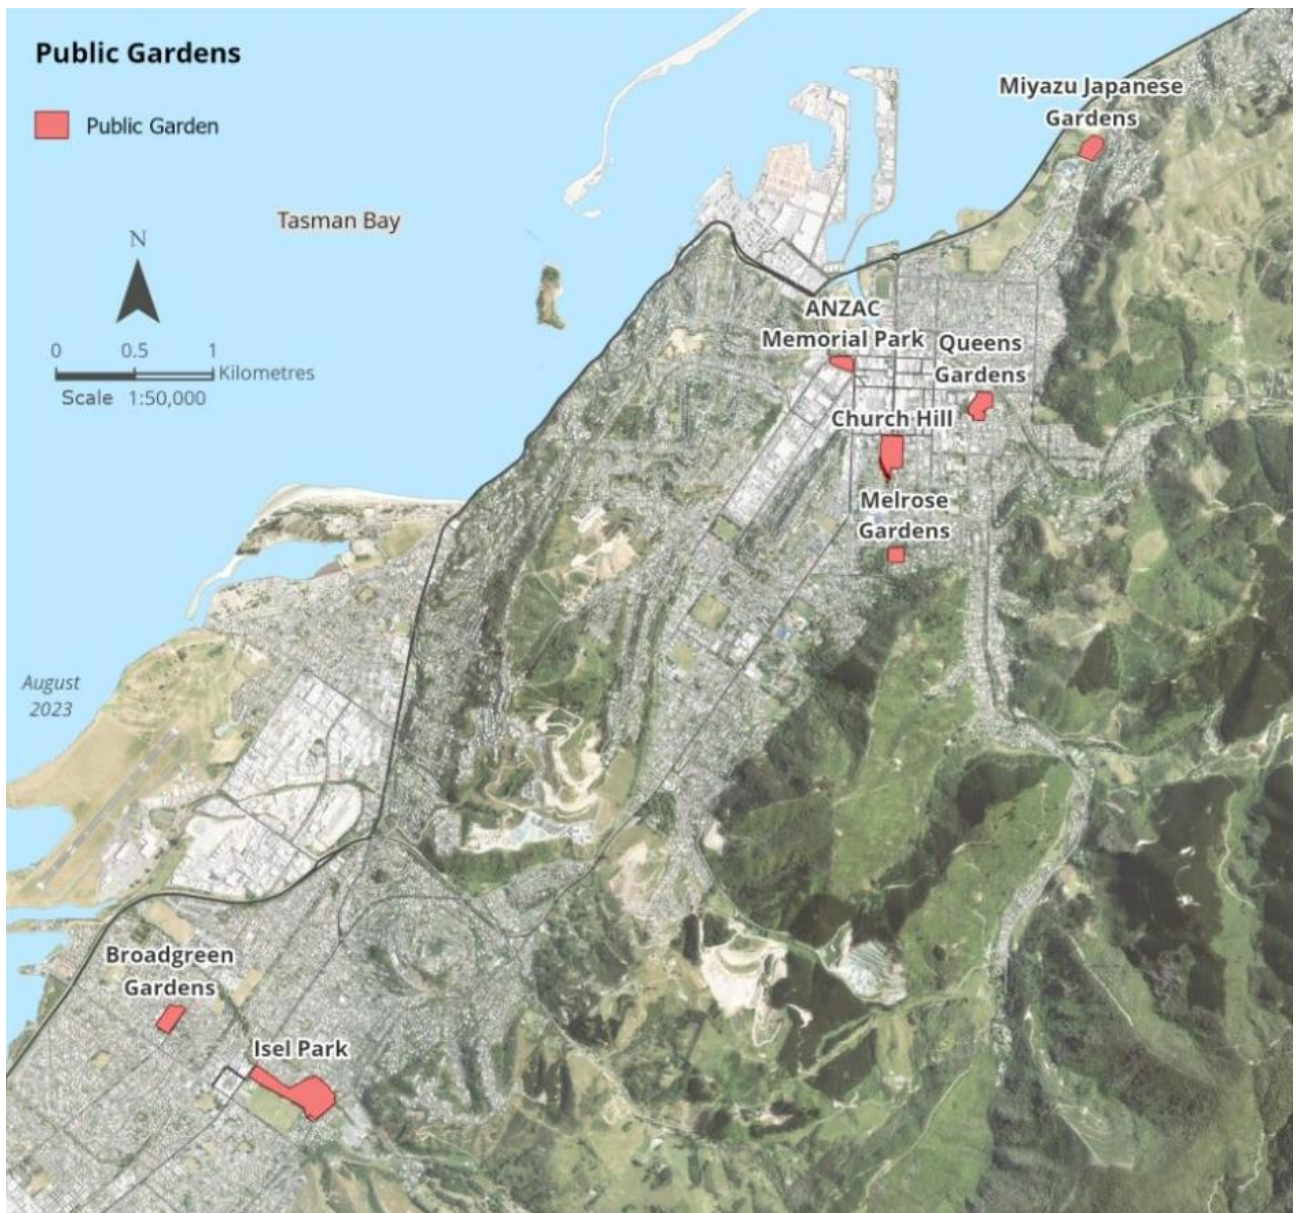 Public Gardens
Public Garden
Miyazu Japanese
Gardens
Tasman Bay
N
0 0.5 1
Kilometres
Scale 1:50,000
ANZAC
Memorial Park
Queens
Gardens
Church Hill
Melrose
Gardens
August
2023
Broadgreen
Gardens
Isel Park